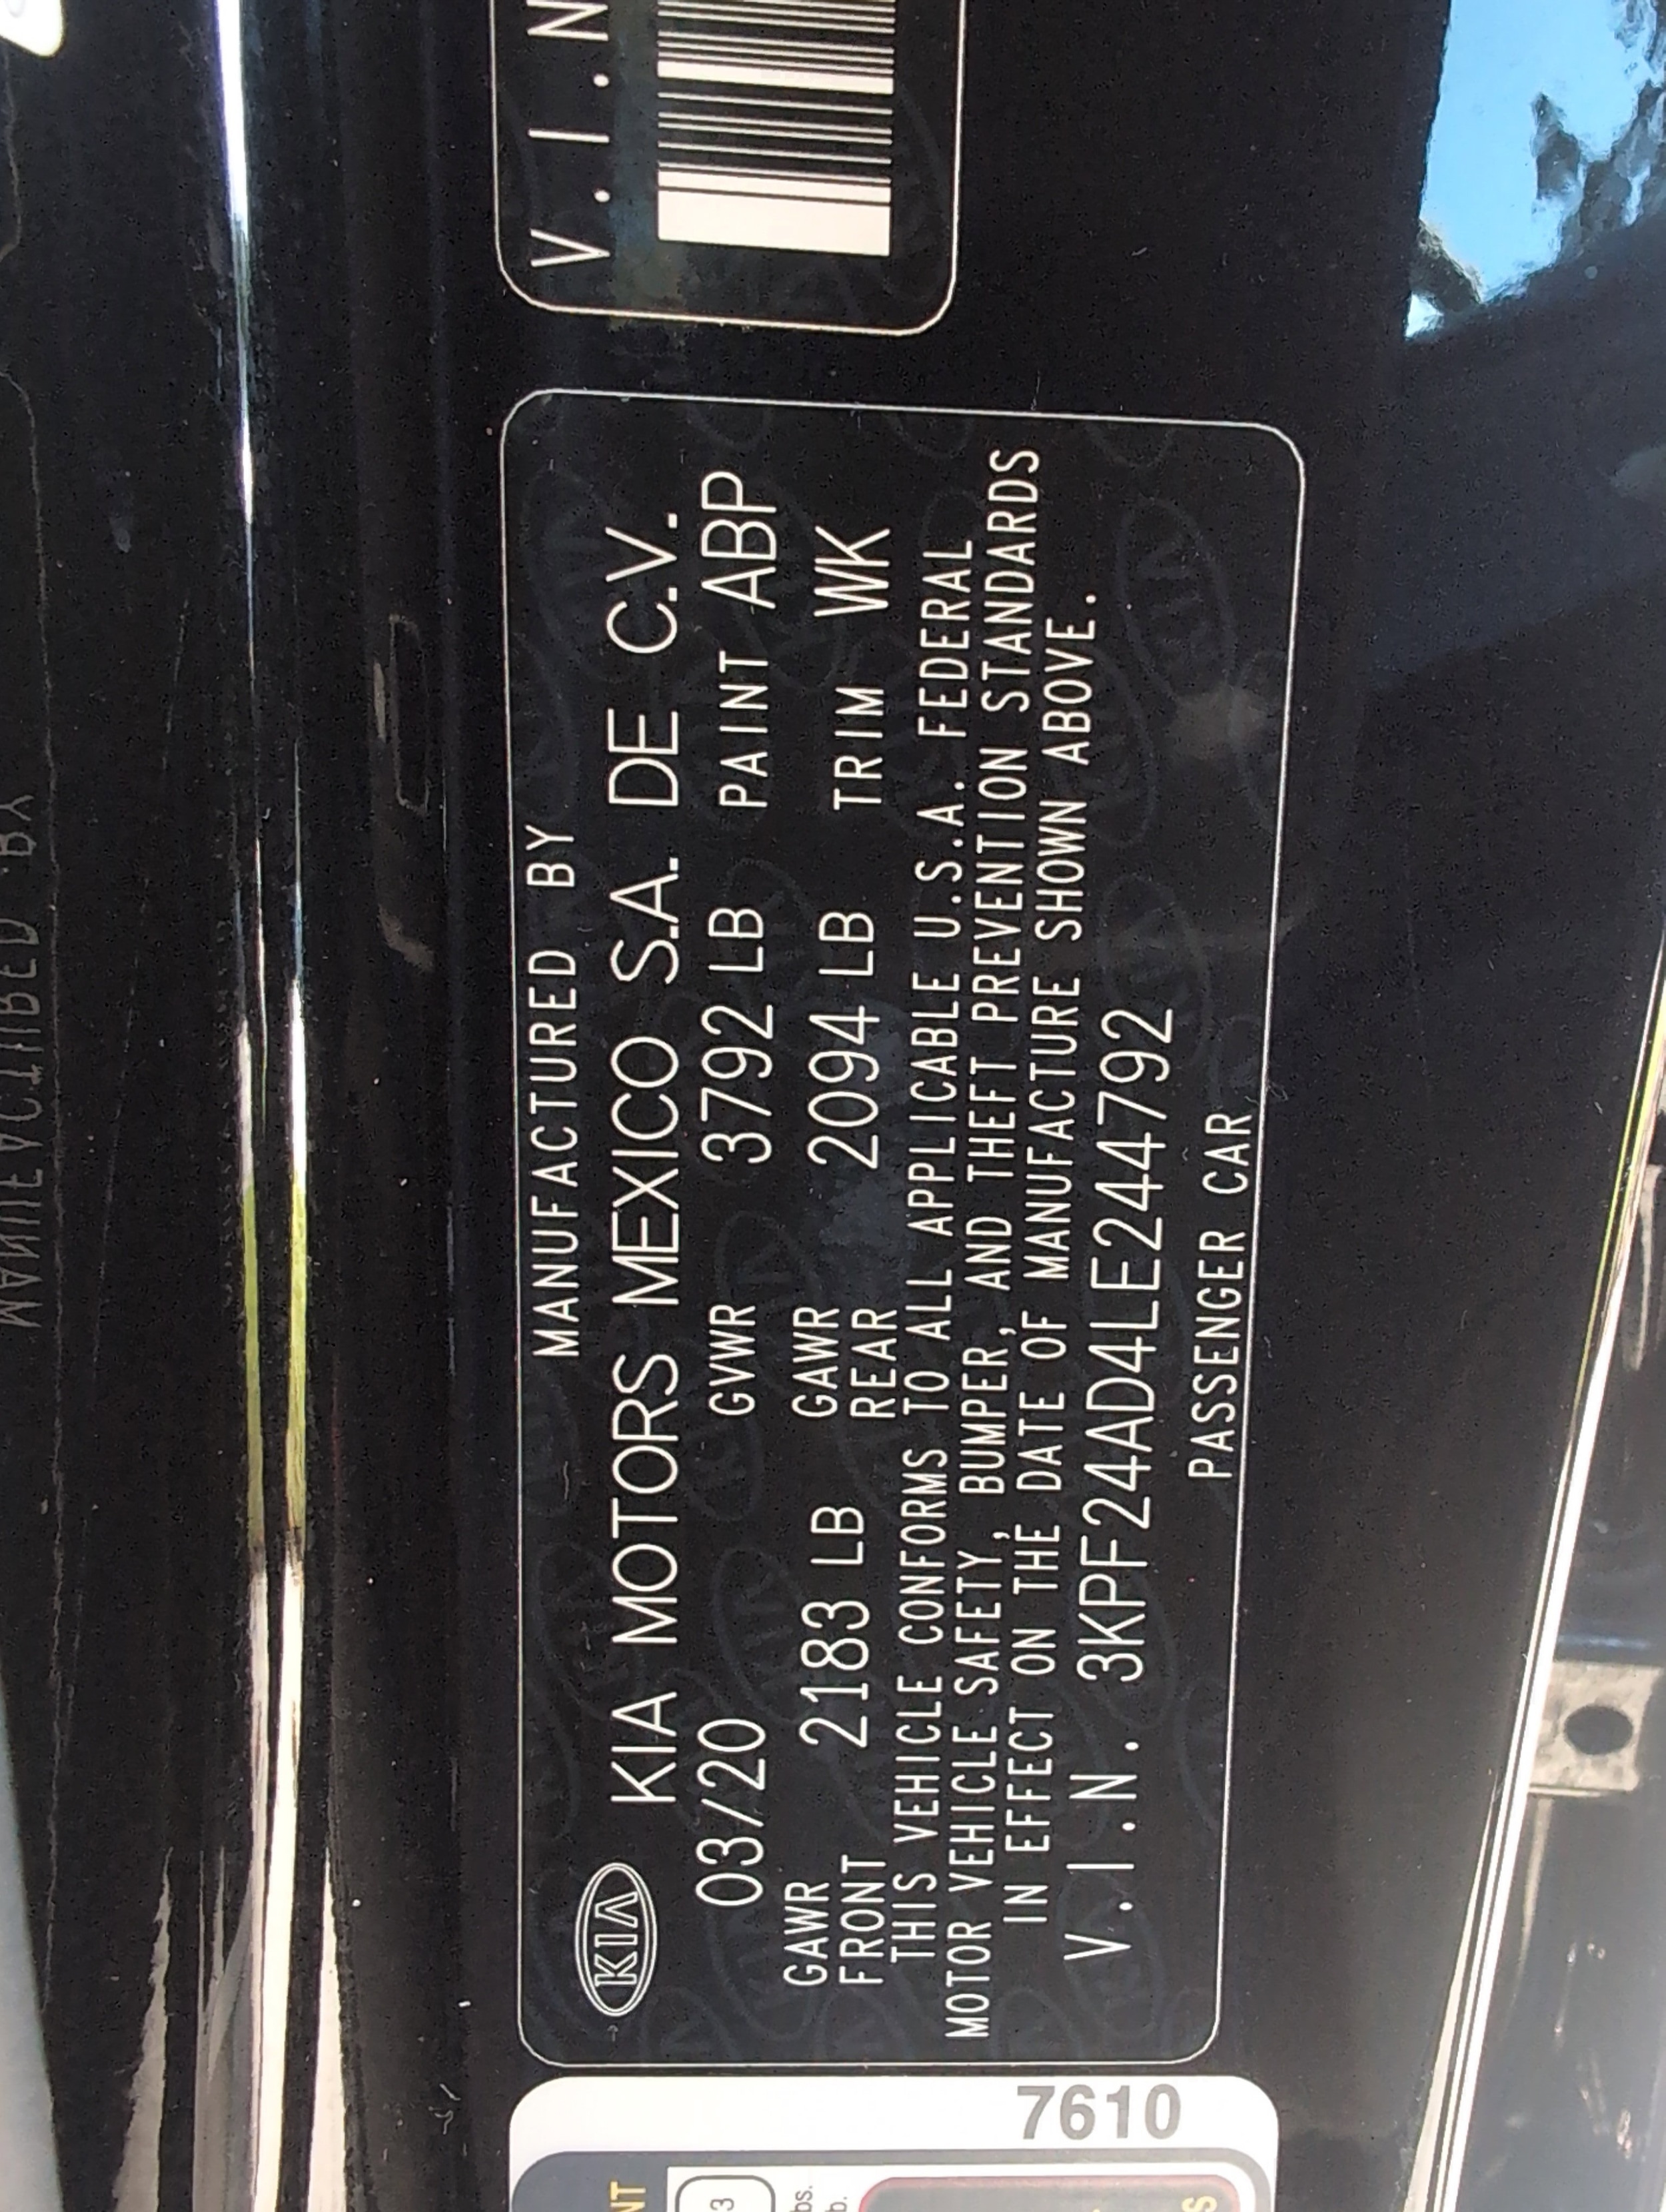 KIA
MANUFACTURED BY
KIA MOTORS MEXICO S.A. DE C.V.
03/20 GVWR 3792 LB PAINT ABP
GAWR FRONT 2183 LB GAWR REAR 2094 LB TRIM WK
THIS VEHICLE CONFORMS TO ALL APPLICABLE U.S.A. FEDERAL
MOTOR VEHICLE SAFETY, BUMPER, AND THEFT PREVENTION STANDARDS
IN EFFECT ON THE DATE OF MANUFACTURE SHOWN ABOVE.
V.I.N. 3KPF24AD4LE244792
PASSENGER CAR
V.I.N
7610